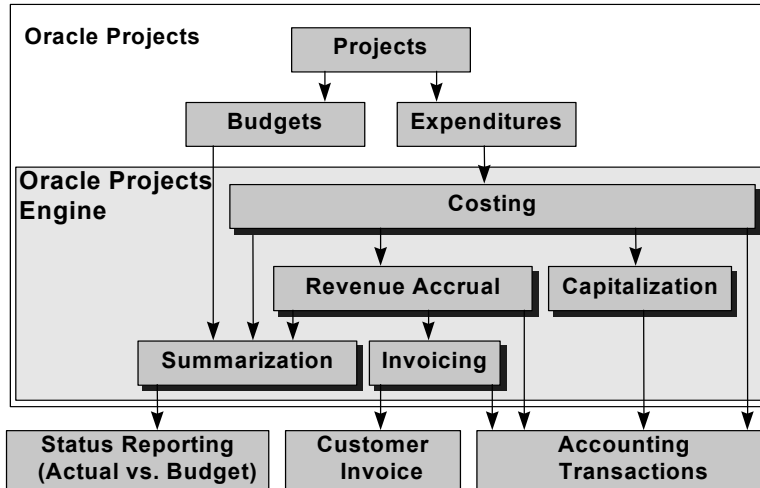 Oracle Projects
Projects
Budgets
Expenditures
Oracle Projects
Engine
Costing
Revenue Accrual
Capitalization
Summarization
Invoicing
Status Reporting
(Actual vs. Budget)
Customer
Invoice
Accounting
Transactions